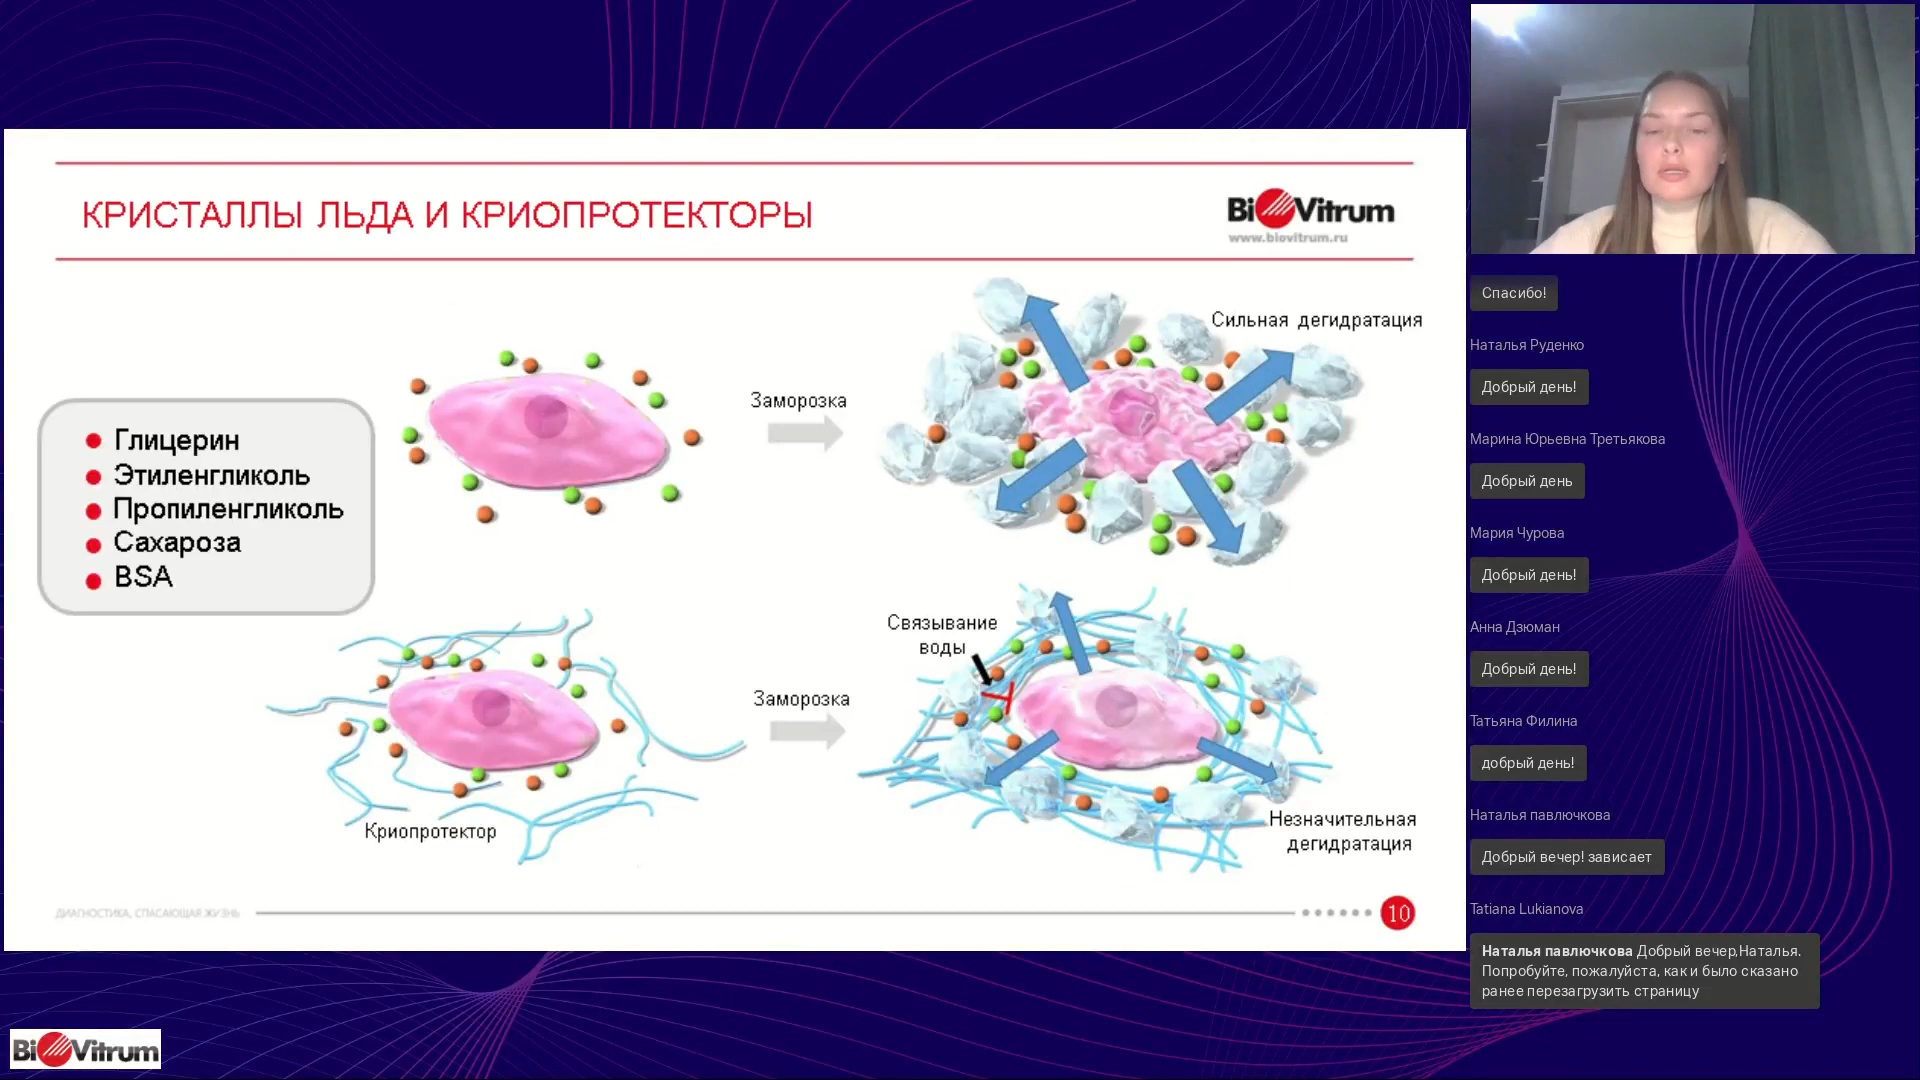 КРИСТАЛЛЫ ЛЬДА И КРИОПРОТЕКТОРЫ
BiOVitrum
www.biovitrum.ru
Глицерин
Этиленгликоль
Пропиленгликоль
Сахароза
BSA
Заморозка
Сильная дегидратация
Связывание
воды
Заморозка
Криопротектор
Незначительная
дегидратация
ДИАГНОСТИКА, СПАСАЮЩАЯ ЖИЗНЬ
10
BiOVitrum
Спасибо!
Наталья Руденко
Добрый день!
Марина Юрьевна Третьякова
Добрый день
Мария Чурова
Добрый день!
Анна Дзюман
Добрый день!
Татьяна Филина
добрый день!
Наталья павлючкова
Добрый вечер! зависает
Tatiana Lukianova
Наталья павлючкова Добрый вечер,Наталья.
Попробуйте, пожалуйста, как и было сказано
ранее перезагрузить страницу